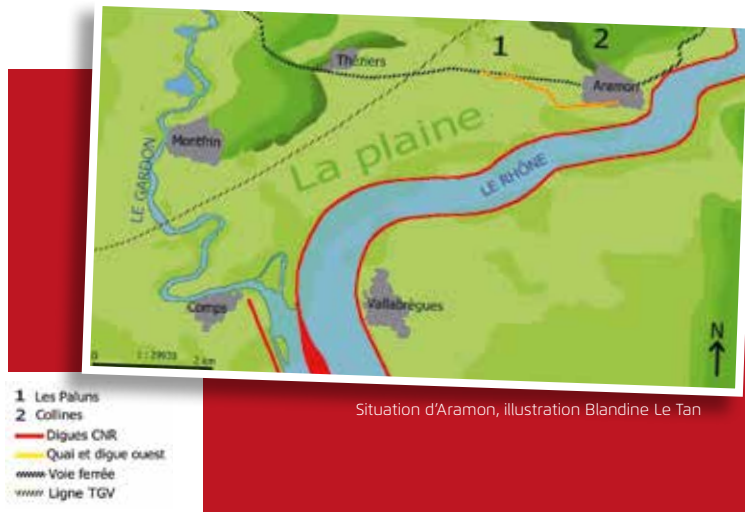 1
2
Théziers
Aramon
Montfrin
La plaine
LE GARDON
LE RHÔNE
Comps
Vallabrègues
N
0
2 km
1 Les Paluns
2 Collines
Digues CNR
Quai et digue ouest
Voie ferrée
Ligne TGV
Situation d'Aramon, illustration Blandine Le Tan